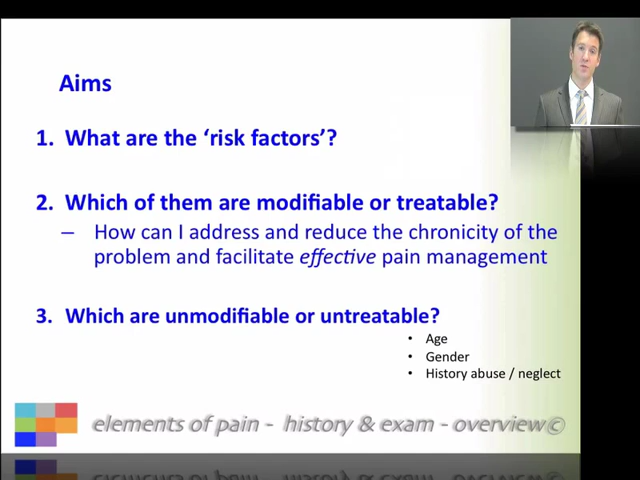 Aims
1. What are the ‘risk factors’?
2. Which of them are modifiable or treatable?
– How can I address and reduce the chronicity of the
problem and facilitate effective pain management
3. Which are unmodifiable or untreatable?
• Age
• Gender
• History abuse / neglect
elements of pain - history & exam - overview©